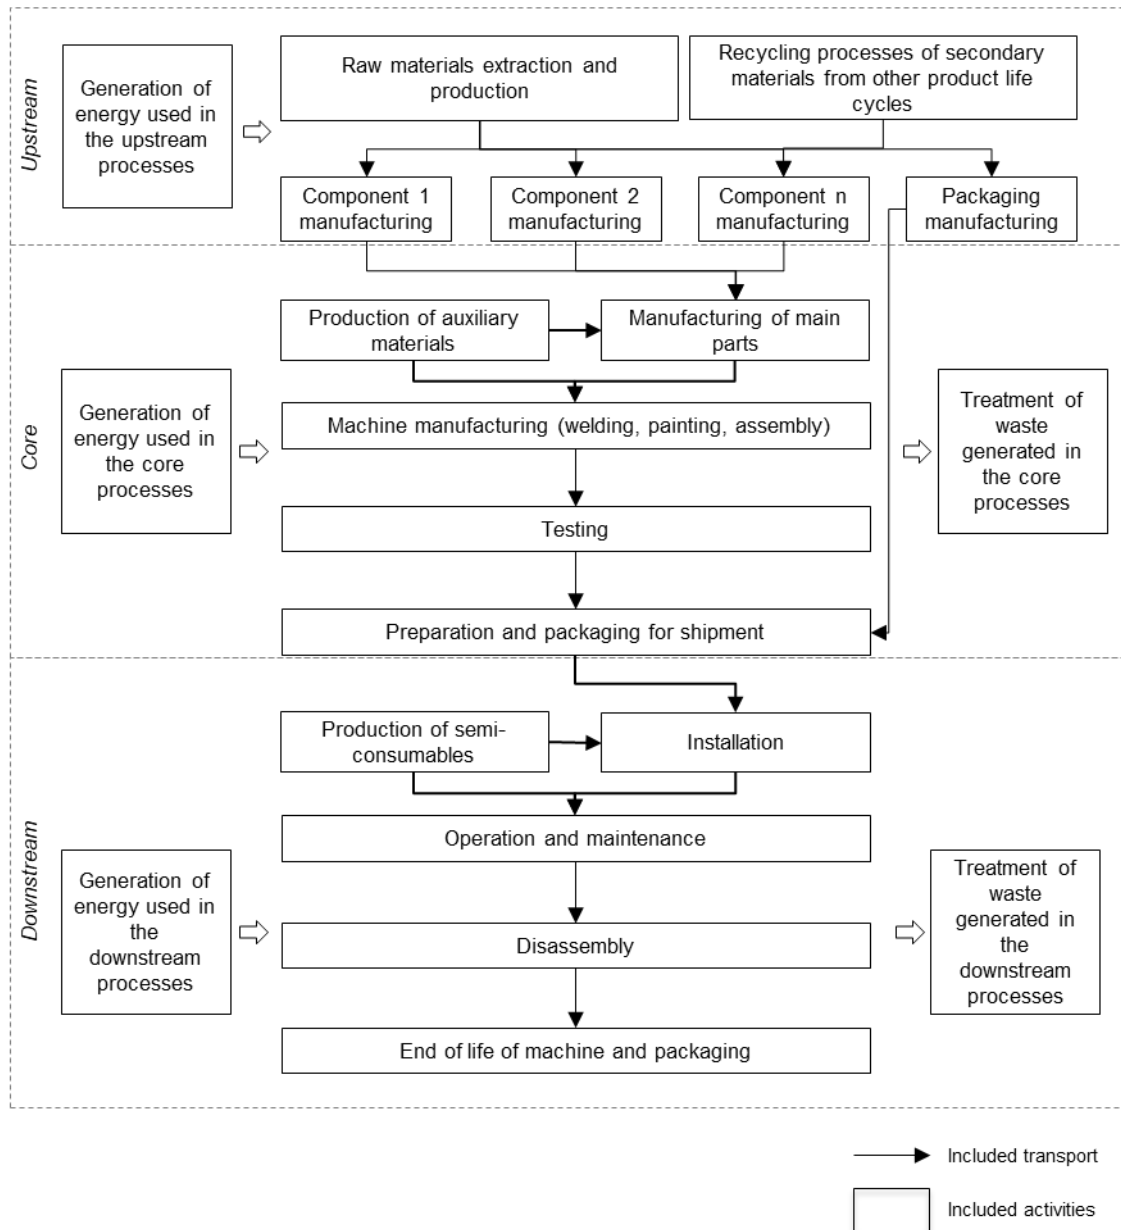 Upstream
Generation of
energy used in
the upstream
processes
Raw materials extraction and
production
Recycling processes of secondary
materials from other product life
cycles
Component 1
manufacturing
Component 2
manufacturing
Component n
manufacturing
Packaging
manufacturing
Core
Generation of
energy used in
the core
processes
Production of auxiliary
materials
Manufacturing of main
parts
Machine manufacturing (welding, painting, assembly)
Testing
Preparation and packaging for shipment
Treatment of
waste
generated in
the core
processes
Downstream
Generation of
energy used in
the
downstream
processes
Production of semi-
consumables
Installation
Operation and maintenance
Disassembly
End of life of machine and packaging
Treatment of
waste
generated in
the
downstream
processes
Included transport
Included activities